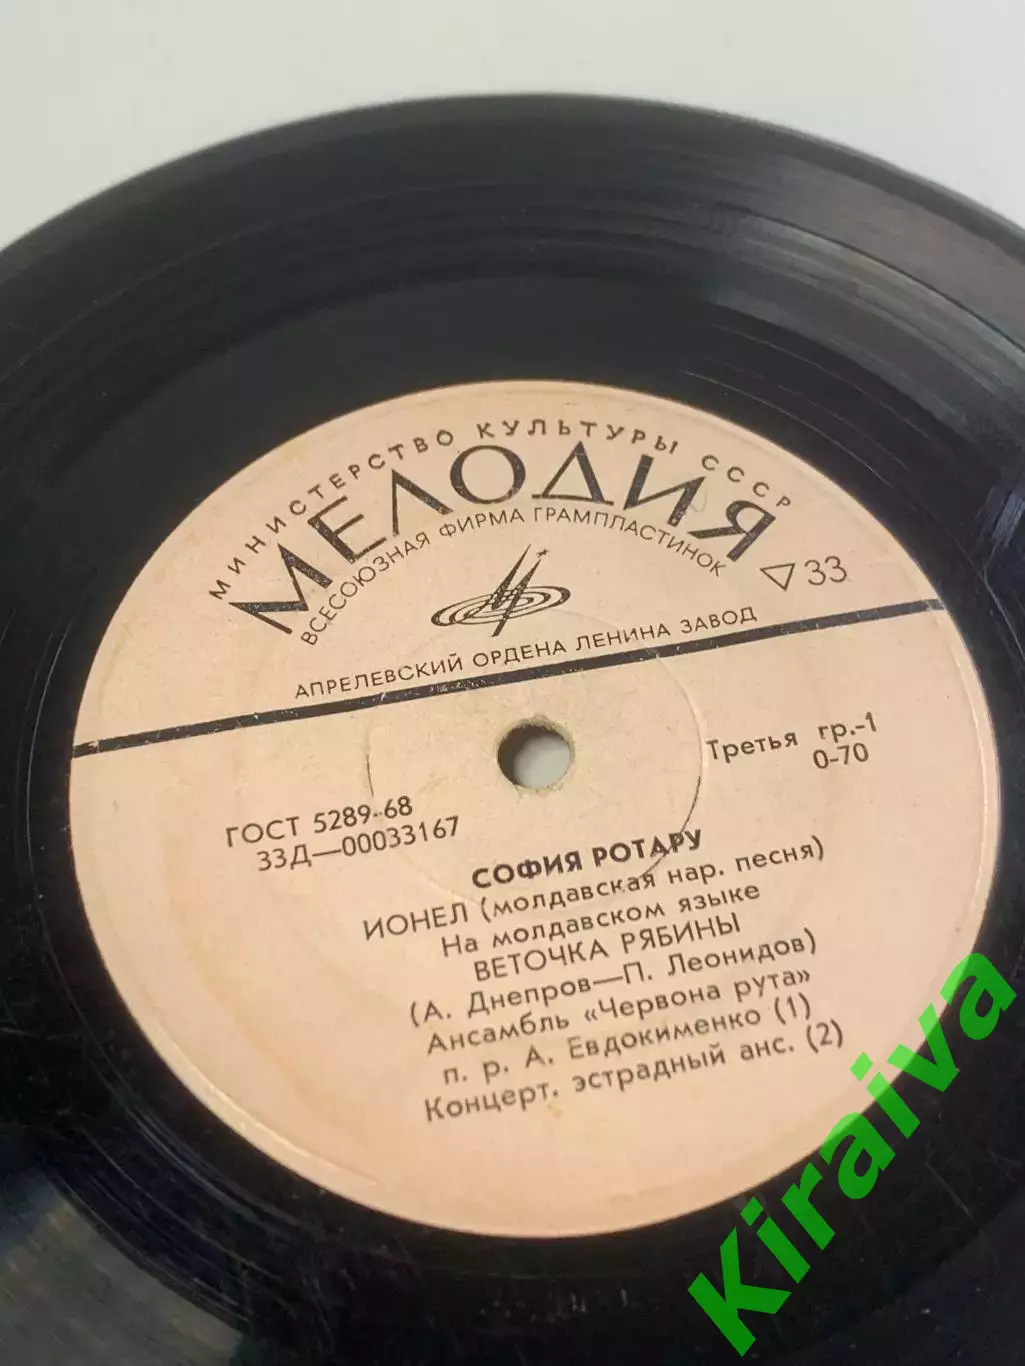 МИНИСТЕРСТВО КУЛЬТУРЫ СССР
МЕЛОДИЯ
ВСЕСОЮЗНАЯ ФИРМА ГРАМПЛАСТИНОК
33
АПРЕЛЕВСКИЙ ОРДЕНА ЛЕНИНА ЗАВОД
Третья гр.-1
0-70
ГОСТ 5289-68
33Д—00033167
СОФИЯ РОТАРУ
ИОНЕЛ (молдавская нар. песня)
На молдавском языке
ВЕТОЧКА РЯБИНЫ
(А. Днепров—П. Леонидов)
Ансамбль «Червона рута»
п. р. А. Евдокименко (1)
Концерт. эстрадный анс. (2)
Kiraiva